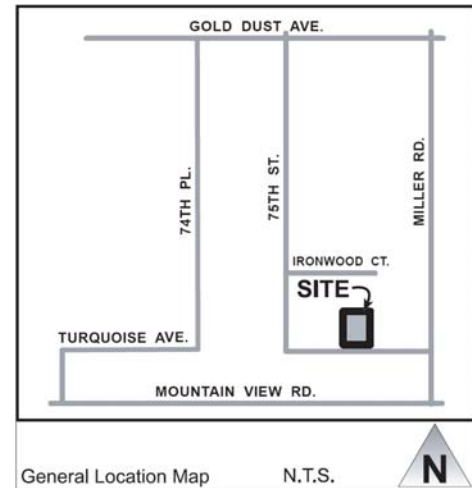 GOLD DUST AVE.
74TH PL.
75TH ST.
MILLER RD.
IRONWOOD CT.
SITE
TURQUOISE AVE.
MOUNTAIN VIEW RD.
General Location Map N.T.S. N